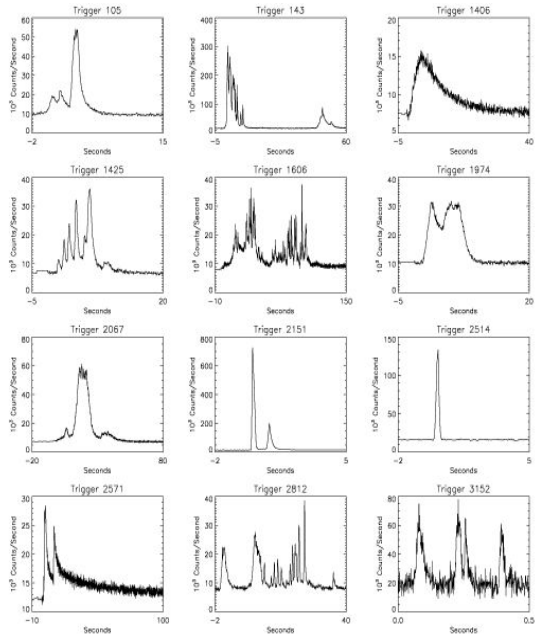 Trigger 105
Trigger 143
Trigger 1406
10³ Counts/Second
60
50
40
30
20
10
0
-2
15
Seconds
10³ Counts/Second
400
300
200
100
0
-5
60
Seconds
10³ Counts/Second
20
15
10
5
-5
40
Seconds
Trigger 1425
Trigger 1606
Trigger 1974
10³ Counts/Second
40
30
20
10
0
-5
20
Seconds
10³ Counts/Second
40
30
20
10
0
-10
150
Seconds
10³ Counts/Second
40
30
20
10
0
-5
20
Seconds
Trigger 2067
Trigger 2151
Trigger 2514
10³ Counts/Second
80
60
40
20
0
-20
80
Seconds
10³ Counts/Second
800
600
400
200
0
-2
5
Seconds
10³ Counts/Second
150
100
50
0
-2
5
Seconds
Trigger 2571
Trigger 2812
Trigger 3152
10³ Counts/Second
30
25
20
15
10
-10
100
Seconds
10³ Counts/Second
40
30
20
10
0
-2
40
Seconds
10³ Counts/Second
80
60
40
20
0
0.0
0.5
Seconds